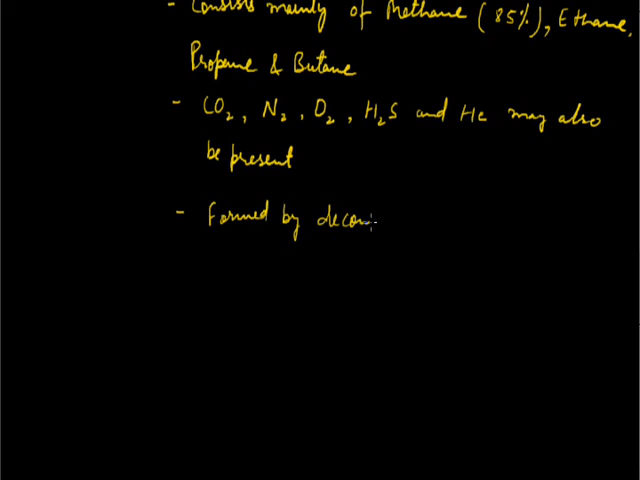 - Consists mainly of Methane (85%), Ethane,
Propane & Butane
- CO₂, N₂, O₂, H₂S and He may also
be present
- Formed by decom